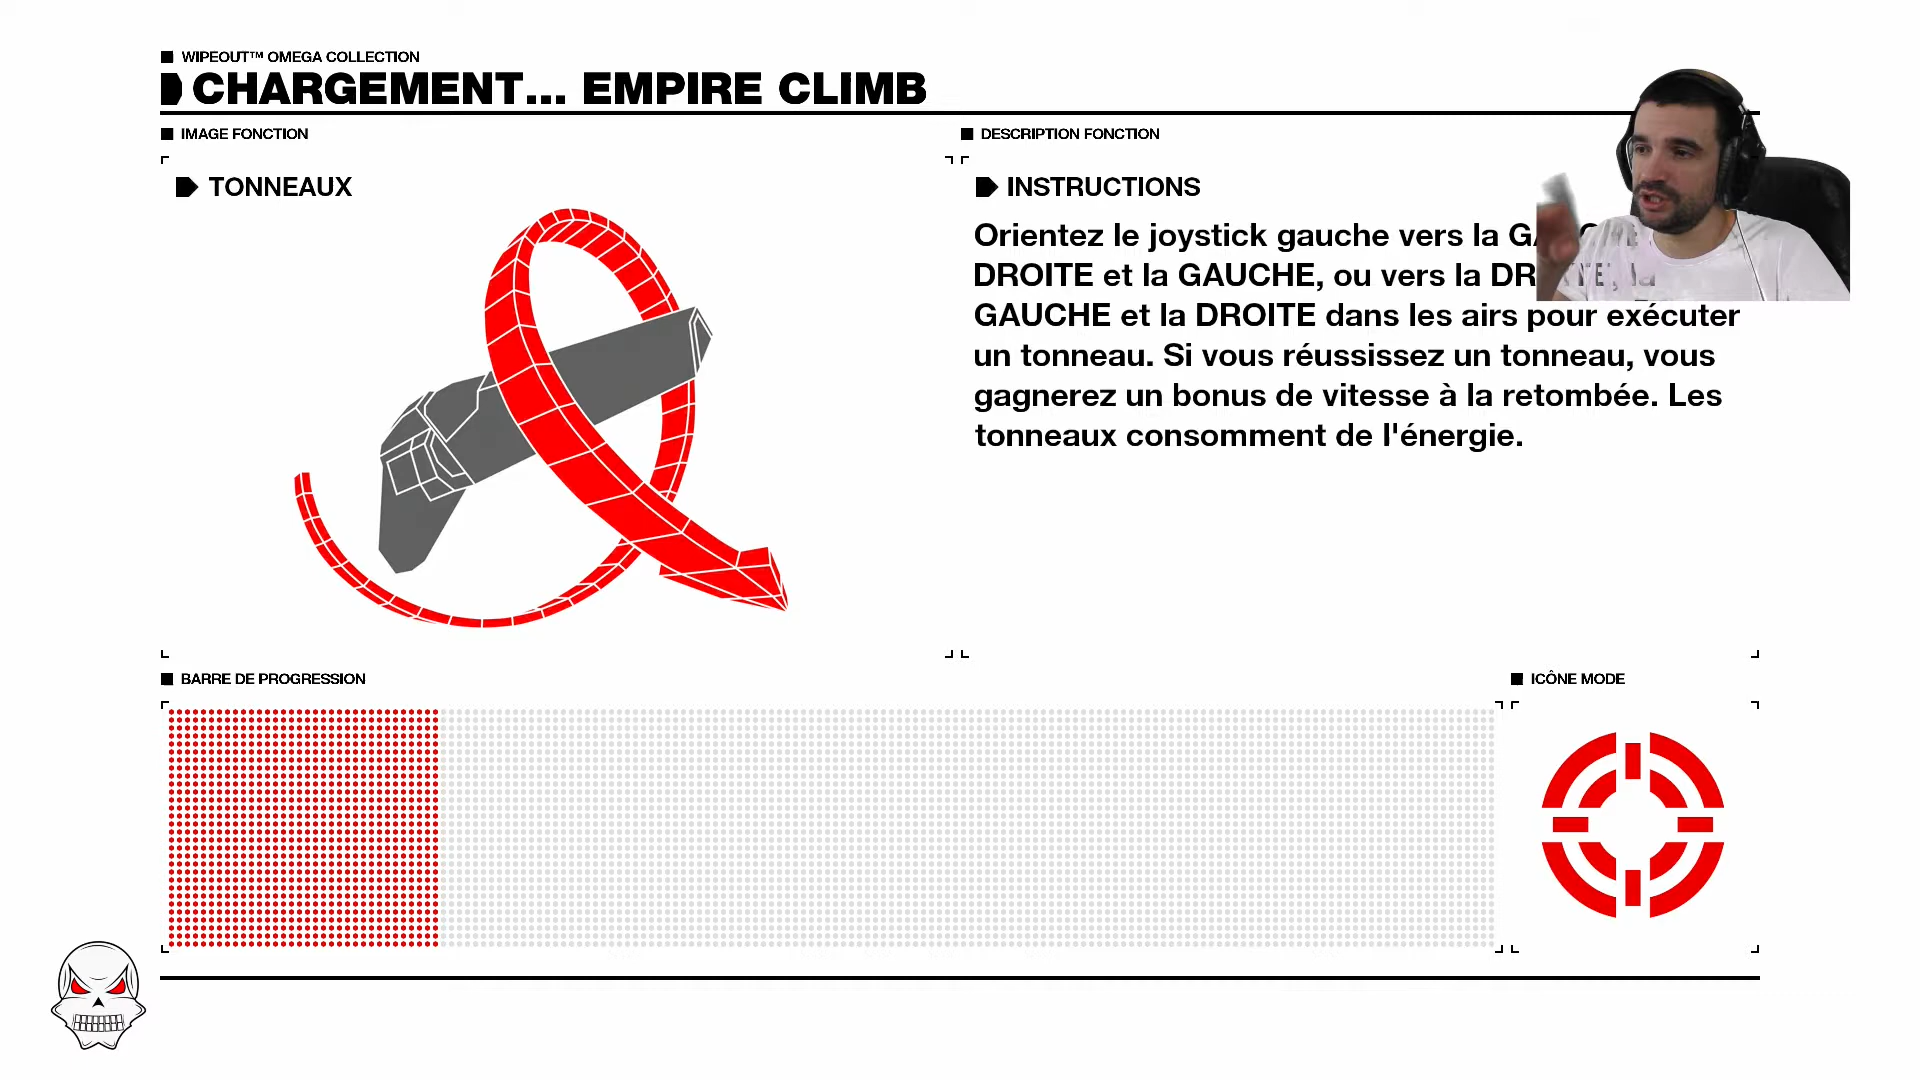 WIPEOUT™ OMEGA COLLECTION
CHARGEMENT... EMPIRE CLIMB
IMAGE FONCTION
DESCRIPTION FONCTION
TONNEAUX
INSTRUCTIONS
Orientez le joystick gauche vers la
DROITE et la GAUCHE, ou vers la DROITE, la
GAUCHE et la DROITE dans les airs pour exécuter
un tonneau. Si vous réussissez un tonneau, vous
gagnerez un bonus de vitesse à la retombée. Les
tonneaux consomment de l'énergie.
BARRE DE PROGRESSION
ICÔNE MODE